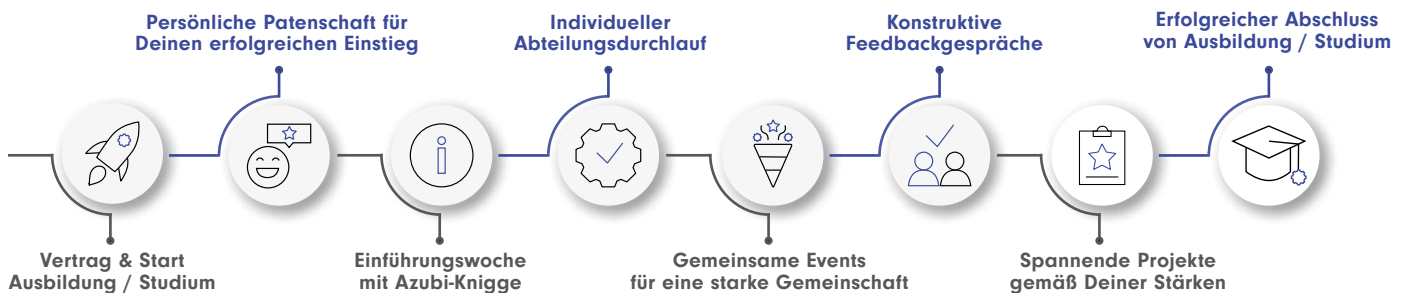 Persönliche Patenschaft für
Deinen erfolgreichen Einstieg
Individueller
Abteilungsdurchlauf
Konstruktive
Feedbackgespräche
Erfolgreicher Abschluss
von Ausbildung / Studium
Vertrag & Start
Ausbildung / Studium
Einführungswoche
mit Azubi-Knigge
Gemeinsame Events
für eine starke Gemeinschaft
Spannende Projekte
gemäß Deiner Stärken